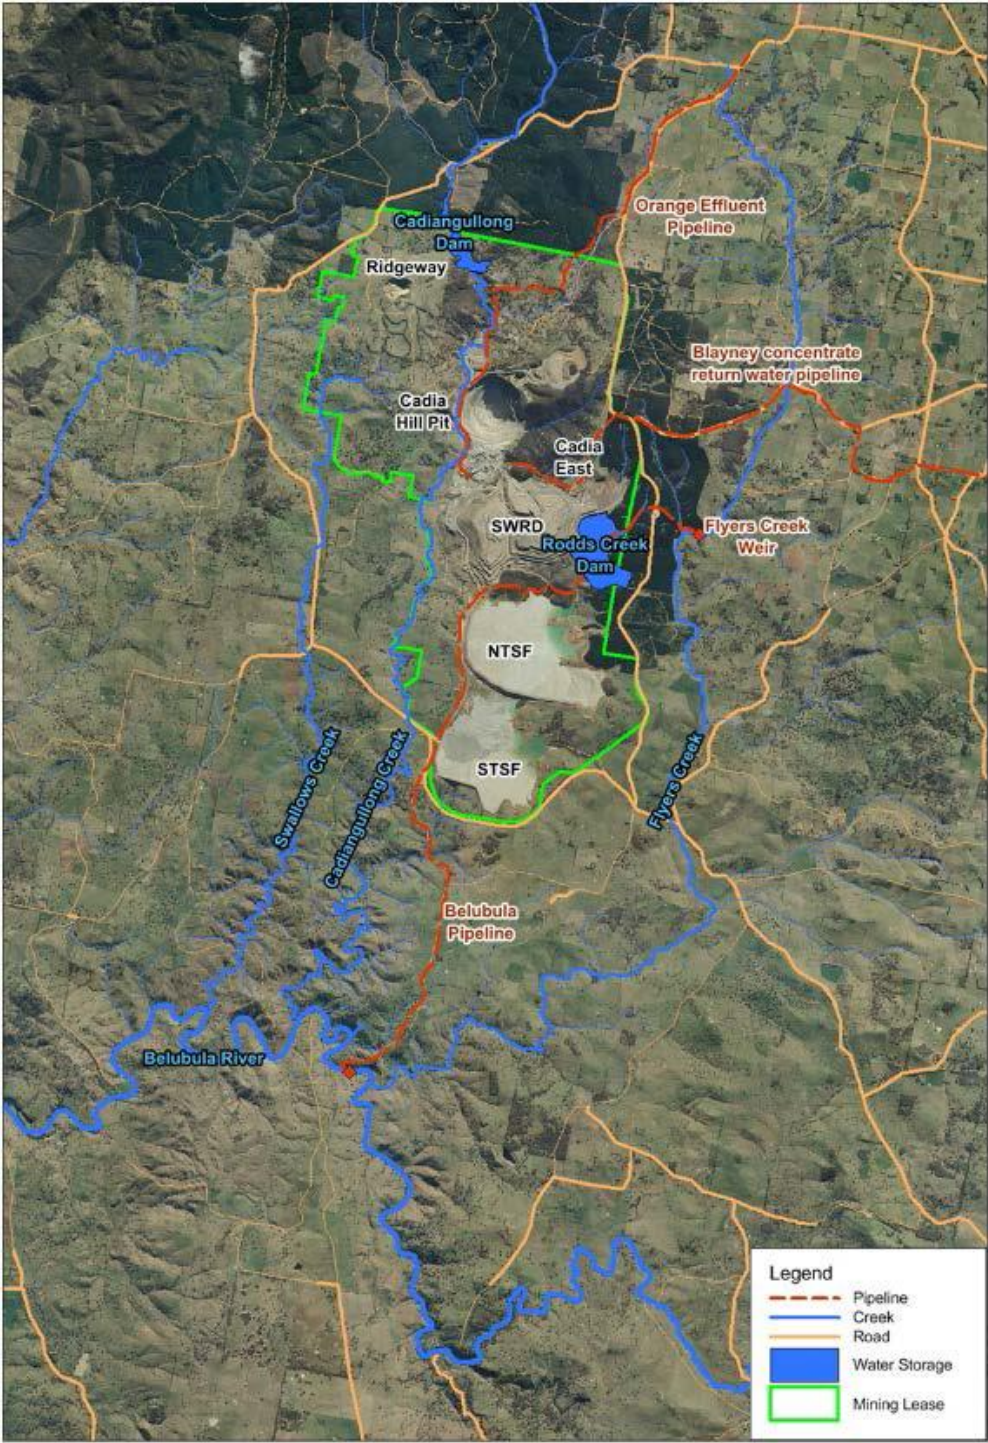 Orange Effluent
Pipeline
Cadiangullong
Dam
Ridgeway
Blayney concentrate
return water pipeline
Cadia
Hill Pit
Cadia
East
SWRD
Rodds Creek
Dam
Flyers Creek
Weir
NTSF
STSF
Swallows Creek
Cadiangullong Creek
Flyers Creek
Belubula
Pipeline
Belubula River
Legend
Pipeline
Creek
Road
Water Storage
Mining Lease